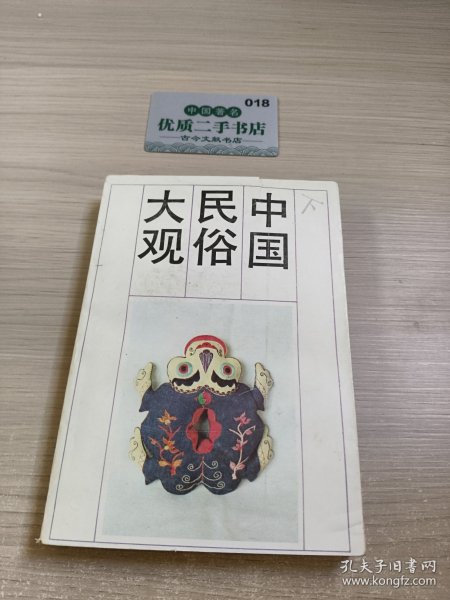 018
中国著名
优质二手书店
古今文献书店
中国
民俗
大观
下
孔夫子旧书网
www.kongfz.com